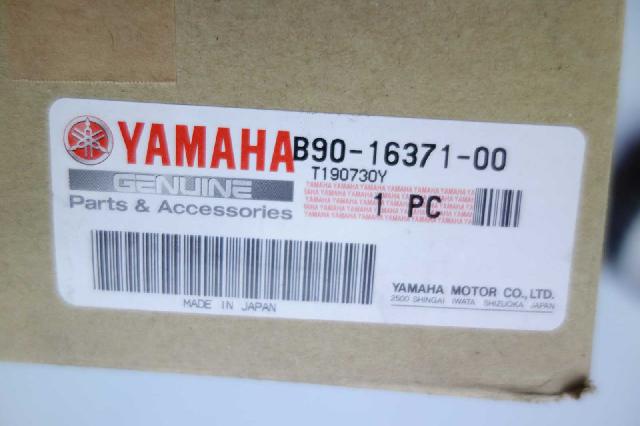 YAMAHA B90-16371-00
GENUINE T190730Y
Parts & Accessories 1 PC
MADE IN JAPAN
YAMAHA MOTOR CO., LTD.
2500 SHINGAI IWATA SHIZUOKA JAPAN